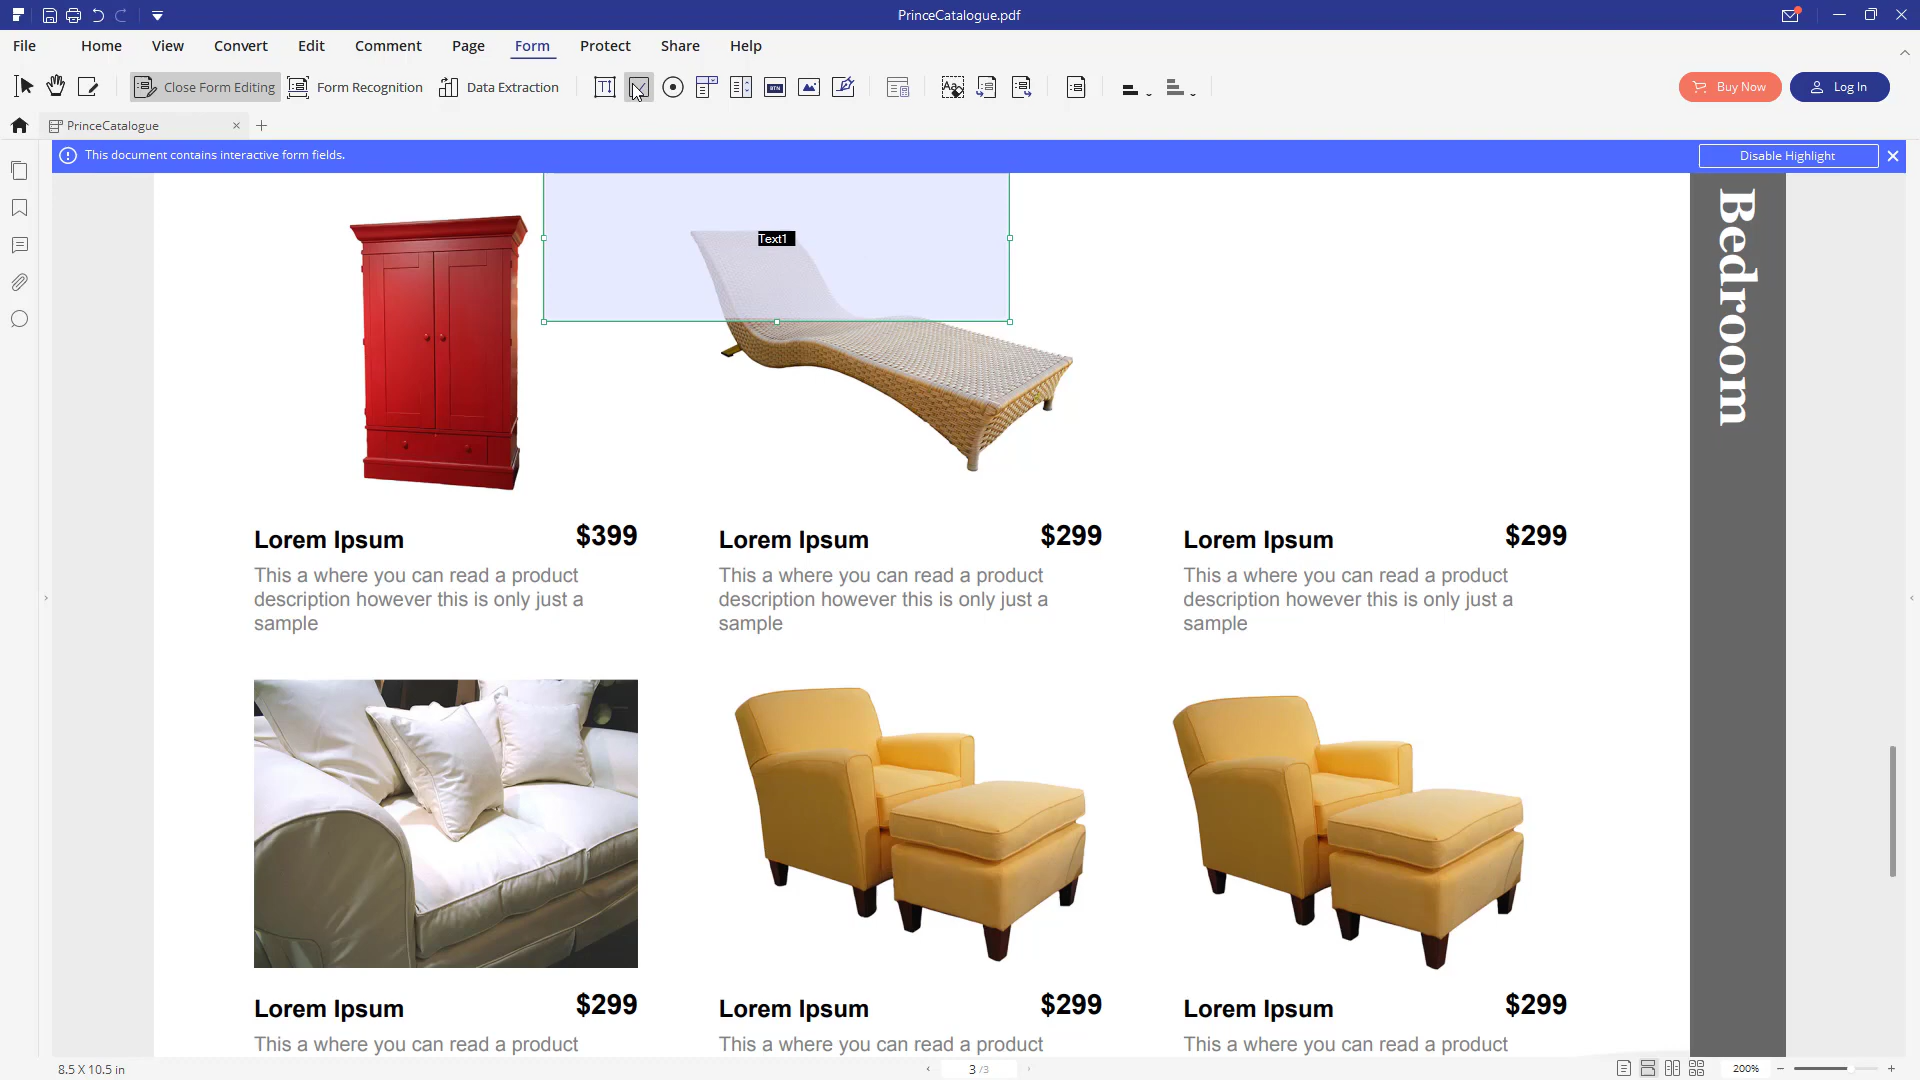 PrinceCatalogue.pdf
File Home View Convert Edit Comment Page Form Protect Share Help
Close Form Editing Form Recognition Data Extraction Buy Now Log In
PrinceCatalogue
This document contains interactive form fields. Disable Highlight
Bedroom
Text1
Lorem Ipsum $399
This a where you can read a product
description however this is only just a
sample
Lorem Ipsum $299
This a where you can read a product
description however this is only just a
sample
Lorem Ipsum $299
This a where you can read a product
description however this is only just a
sample
Lorem Ipsum $299
This a where you can read a product
Lorem Ipsum $299
This a where you can read a product
Lorem Ipsum $299
This a where you can read a product
8.5 X 10.5 in 3 /3 200%